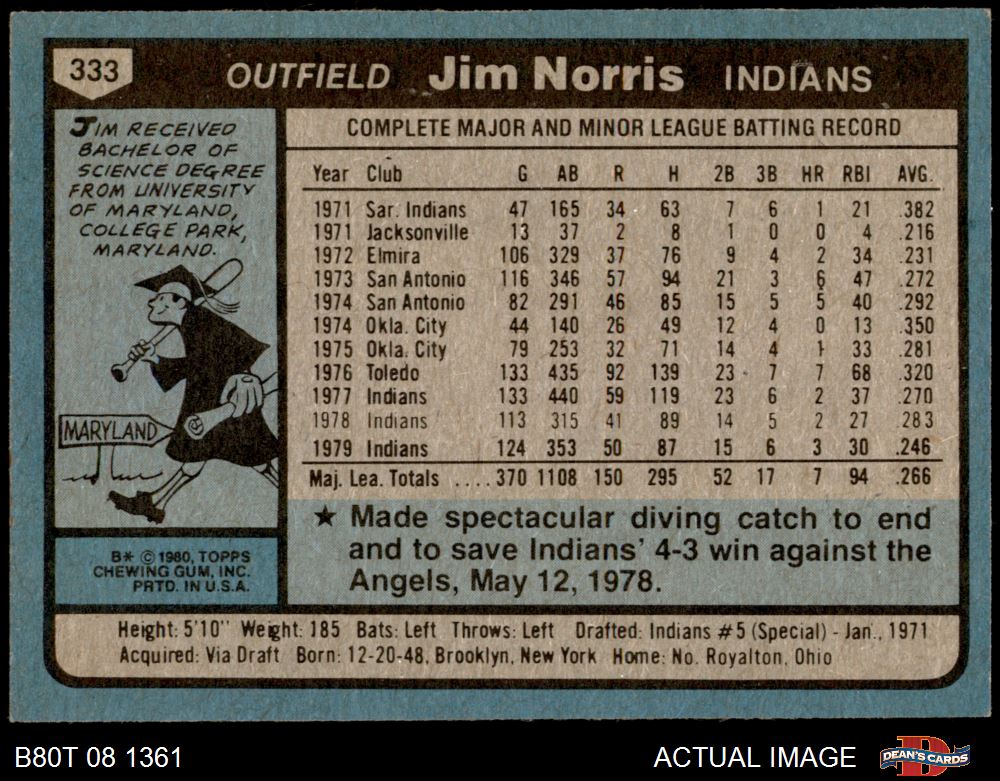 333 OUTFIELD Jim Norris INDIANS
JIM RECEIVED
BACHELOR OF
SCIENCE DEGREE
FROM UNIVERSITY
OF MARYLAND,
COLLEGE PARK,
MARYLAND.
MARYLAND
B* © 1980, TOPPS
CHEWING GUM, INC.
PRTD. IN U.S.A.
COMPLETE MAJOR AND MINOR LEAGUE BATTING RECORD
Year Club G AB R H 2B 3B HR RBI AVG.
1971 Sar. Indians 47 165 34 63 7 6 1 21 .382
1971 Jacksonville 13 37 2 8 1 0 0 4 .216
1972 Elmira 106 329 37 76 9 4 2 34 .231
1973 San Antonio 116 346 57 94 21 3 6 47 .272
1974 San Antonio 82 291 46 85 15 5 5 40 .292
1974 Okla. City 44 140 26 49 12 4 0 13 .350
1975 Okla. City 79 253 32 71 14 4 1 33 .281
1976 Toledo 133 435 92 139 23 7 7 68 .320
1977 Indians 133 440 59 119 23 6 2 37 .270
1978 Indians 113 315 41 89 14 5 2 27 .283
1979 Indians 124 353 50 87 15 6 3 30 .246
Maj. Lea. Totals .... 370 1108 150 295 52 17 7 94 .266
★ Made spectacular diving catch to end
and to save Indians' 4-3 win against the
Angels, May 12, 1978.
Height: 5'10" Weight: 185 Bats: Left Throws: Left Drafted: Indians #5 (Special) - Jan., 1971
Acquired: Via Draft Born: 12-20-48, Brooklyn, New York Home: No. Royalton, Ohio
B80T 08 1361 ACTUAL IMAGE D DEAN'S CARDS